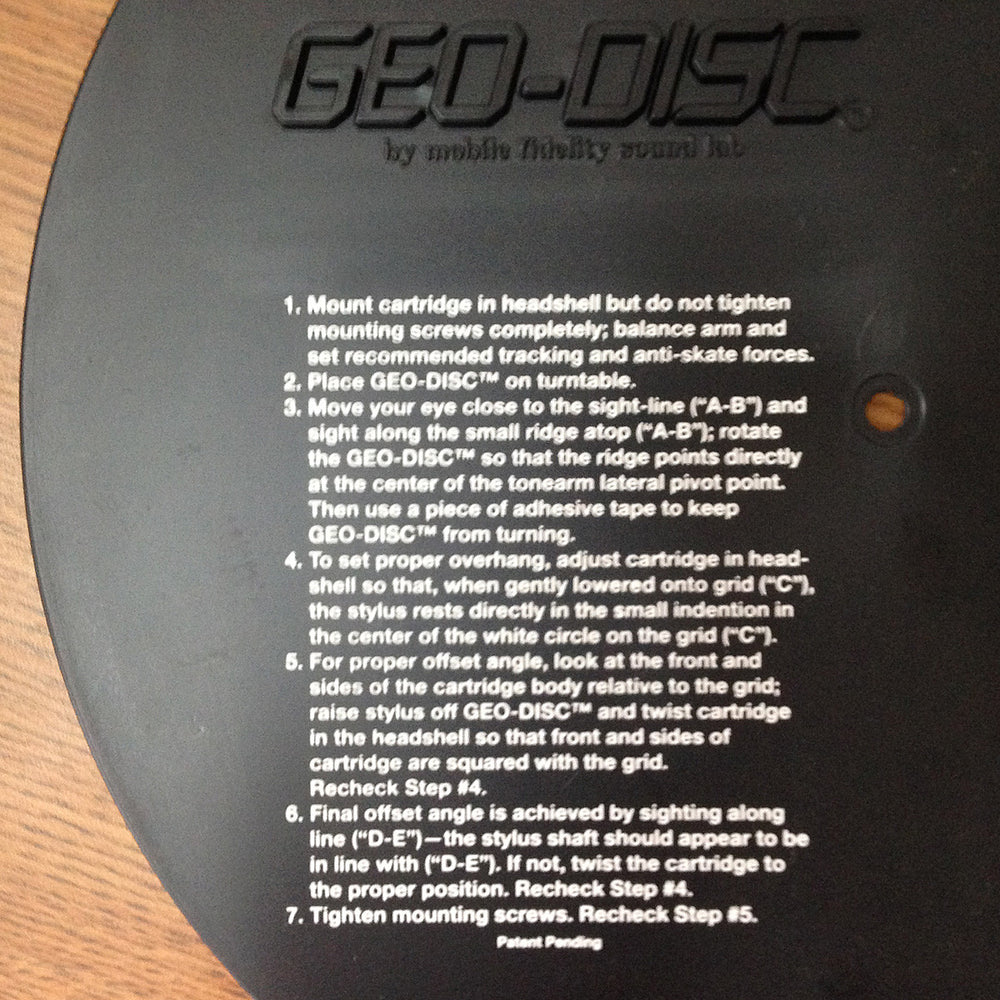 GEO-DISC®
by mobile fidelity sound lab
1. Mount cartridge in headshell but do not tighten
mounting screws completely; balance arm and
set recommended tracking and anti-skate forces.
2. Place GEO-DISC™ on turntable.
3. Move your eye close to the sight-line ("A-B") and
sight along the small ridge atop ("A-B"); rotate
the GEO-DISC™ so that the ridge points directly
at the center of the tonearm lateral pivot point.
Then use a piece of adhesive tape to keep
GEO-DISC™ from turning.
4. To set proper overhang, adjust cartridge in head-
shell so that, when gently lowered onto grid ("C"),
the stylus rests directly in the small indention in
the center of the white circle on the grid ("C").
5. For proper offset angle, look at the front and
sides of the cartridge body relative to the grid;
raise stylus off GEO-DISC™ and twist cartridge
in the headshell so that front and sides of
cartridge are squared with the grid.
Recheck Step #4.
6. Final offset angle is achieved by sighting along
line ("D-E")—the stylus shaft should appear to be
in line with ("D-E"). If not, twist the cartridge to
the proper position. Recheck Step #4.
7. Tighten mounting screws. Recheck Step #5.
Patent Pending